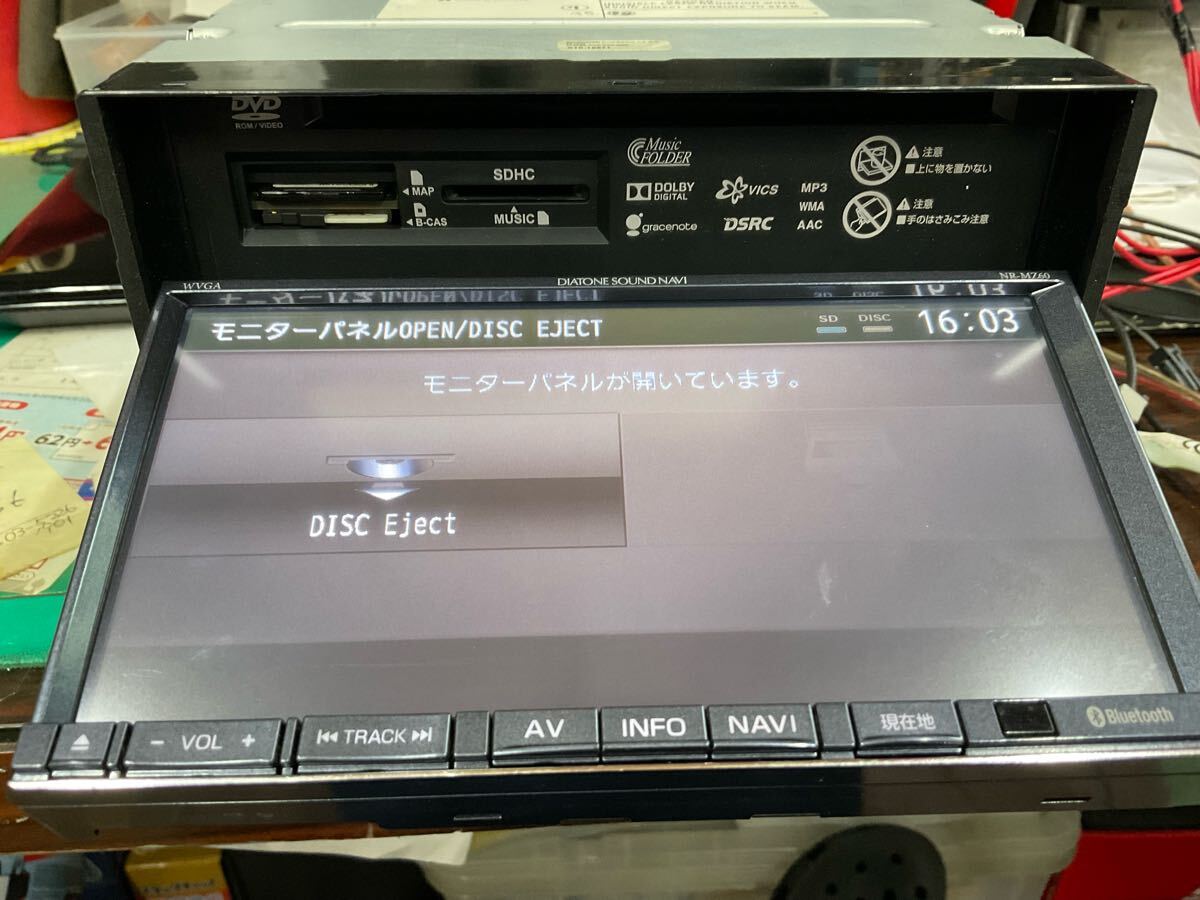 DVD
ROM / VIDEO
MAP
B-CAS
SDHC
MUSIC
Music
FOLDER
DOLBY
DIGITAL
VICS
MP3
WMA
AAC
gracenote
DSRC
注意
■上に物を置かない
注意
■手のはさみこみ注意
WVGA
DIATONE SOUND NAVI
NR-MZ60
モニターパネルOPEN/DISC EJECT
SD
DISC
16:03
モニターパネルが開いています。
DISC Eject
- VOL +
TRACK
AV
INFO
NAVI
現在地
Bluetooth
62円